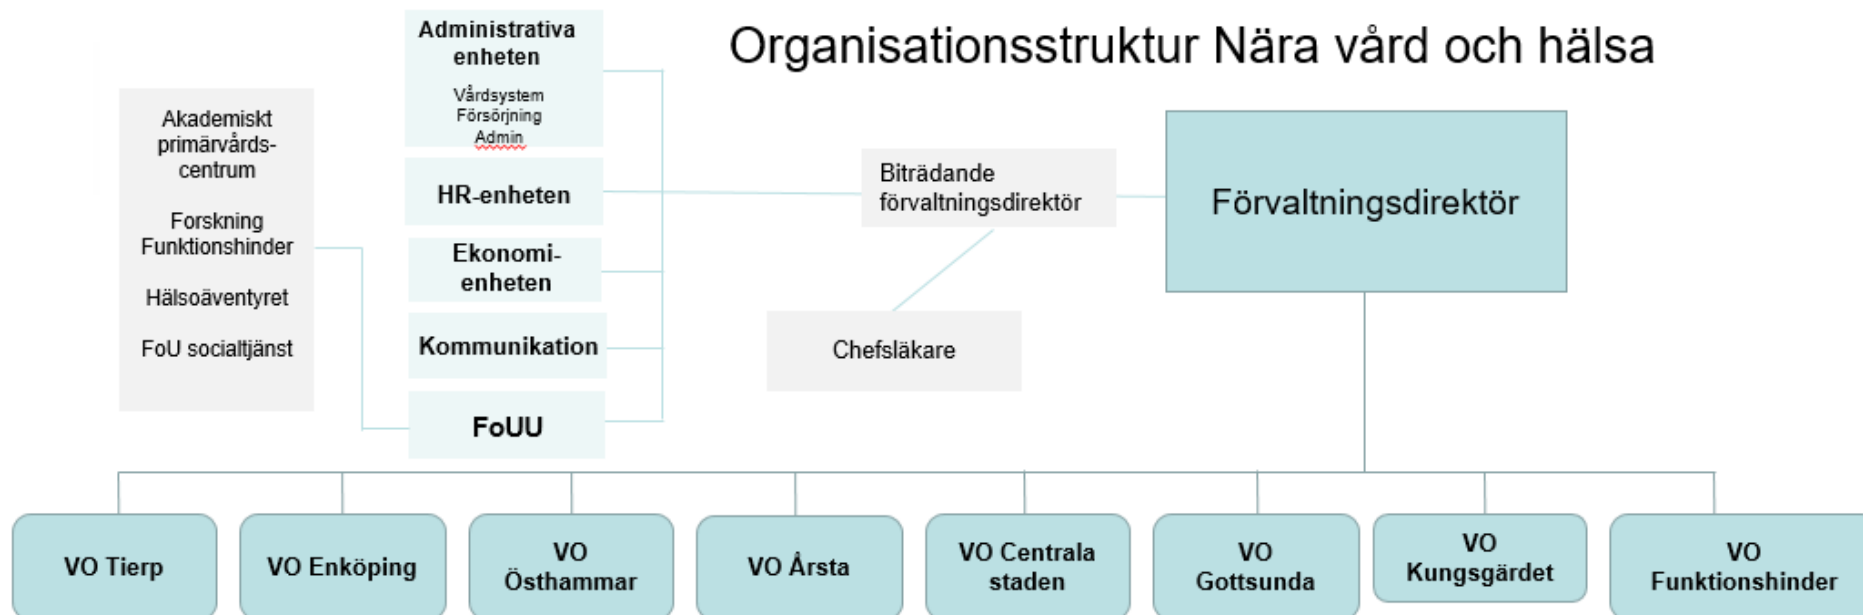 Organisationsstruktur Nära vård och hälsa
Akademiskt
primärvårds-
centrum
Forskning
Funktionshinder
Hälsoäventyret
FoU socialtjänst
Administrativa
enheten
Vårdsystem
Försörjning
Admin
HR-enheten
Ekonomi-
enheten
Kommunikation
FoUU
Biträdande
förvaltningsdirektör
Chefsläkare
Förvaltningsdirektör
VO Tierp
VO Enköping
VO
Östhammar
VO Årsta
VO Centrala
staden
VO
Gottsunda
VO
Kungsgärdet
VO
Funktionshinder